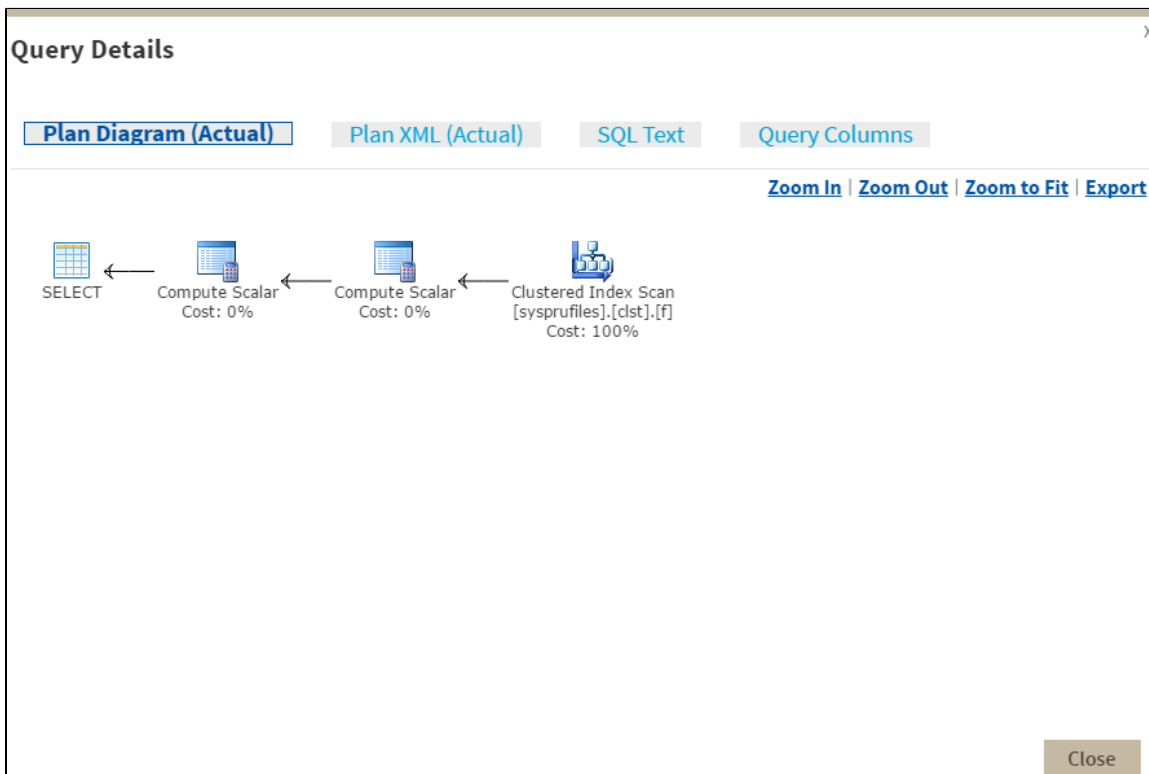 x
Query Details
Plan Diagram (Actual) Plan XML (Actual) SQL Text Query Columns
Zoom In | Zoom Out | Zoom to Fit | Export
SELECT
Compute Scalar
Cost: 0%
Compute Scalar
Cost: 0%
Clustered Index Scan
[sysprufiles].[clst].[f]
Cost: 100%
Close